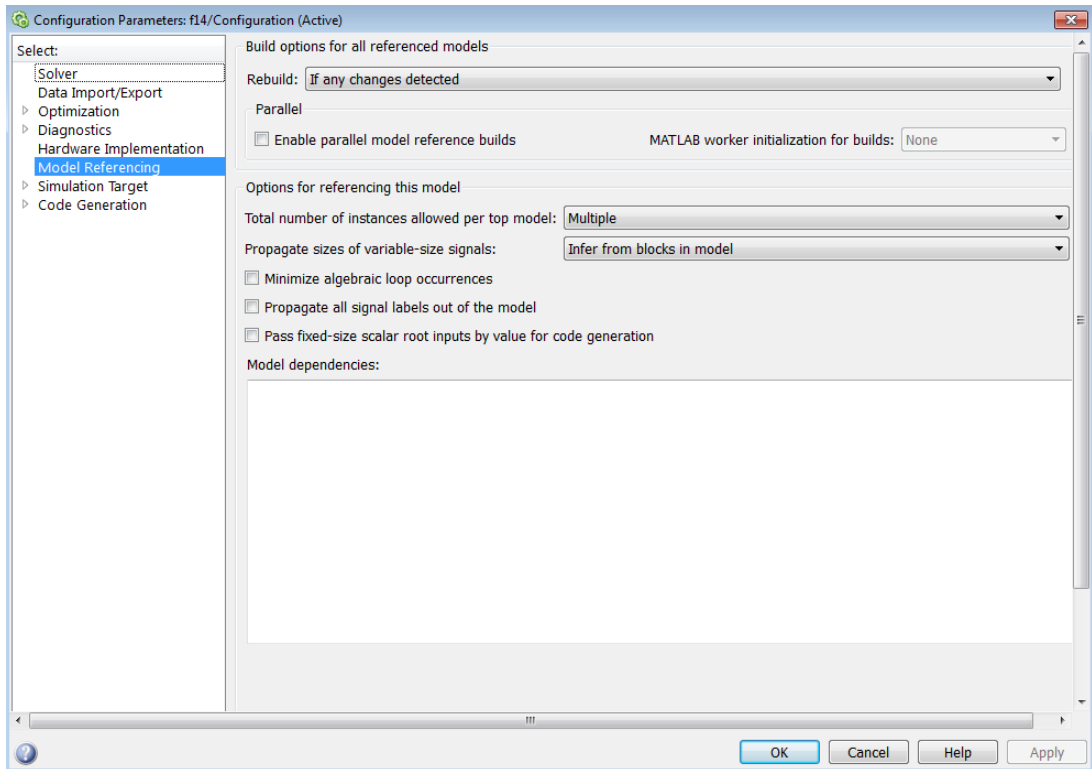 Configuration Parameters: f14/Configuration (Active)
Select:
Solver
Data Import/Export
Optimization
Diagnostics
Hardware Implementation
Model Referencing
Simulation Target
Code Generation
Build options for all referenced models
Rebuild: If any changes detected
Parallel
Enable parallel model reference builds MATLAB worker initialization for builds: None
Options for referencing this model
Total number of instances allowed per top model: Multiple
Propagate sizes of variable-size signals: Infer from blocks in model
Minimize algebraic loop occurrences
Propagate all signal labels out of the model
Pass fixed-size scalar root inputs by value for code generation
Model dependencies:
OK Cancel Help Apply